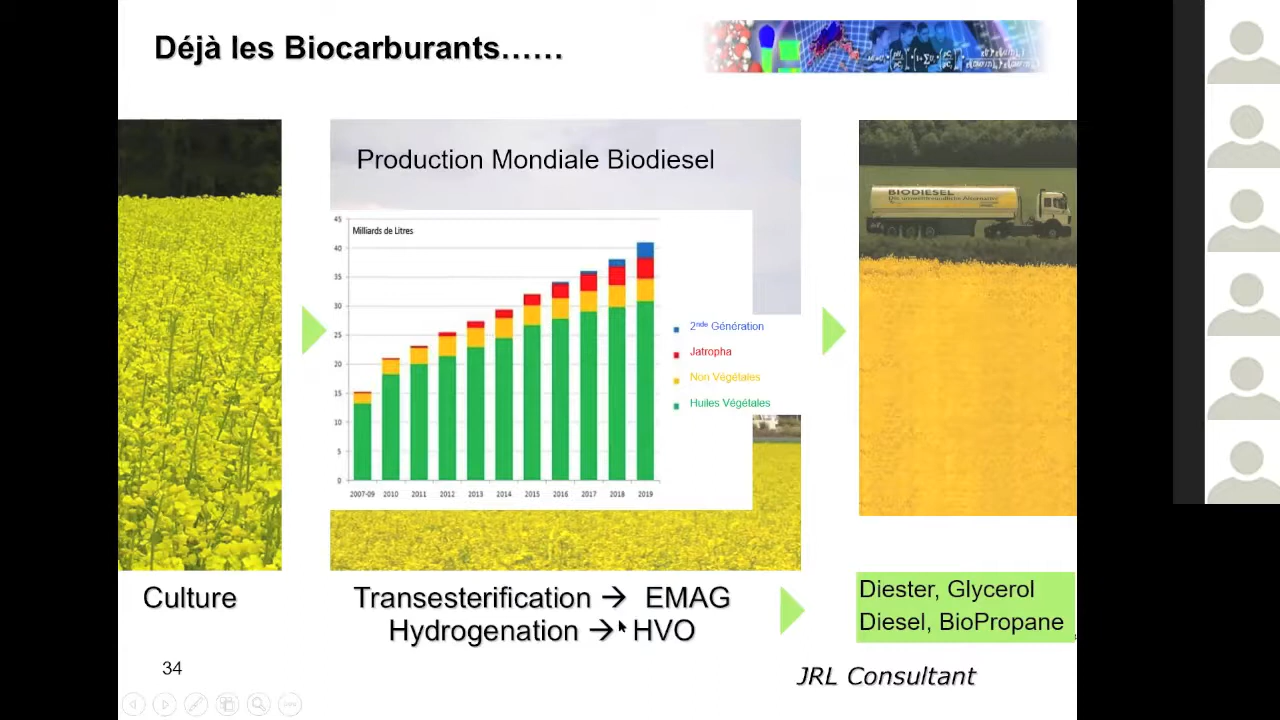 Déjà les Biocarburants……
Production Mondiale Biodiesel
BIODIESEL
Milliards de Litres
45
40
35
30
25
20
15
10
5
0
2007-09 2010 2011 2012 2013 2014 2015 2016 2017 2018 2019
2nde Génération
Jatropha
Non Végétales
Huiles Végétales
Culture
Transesterification → EMAG
Hydrogenation → HVO
Diester, Glycerol
Diesel, BioPropane
34
JRL Consultant